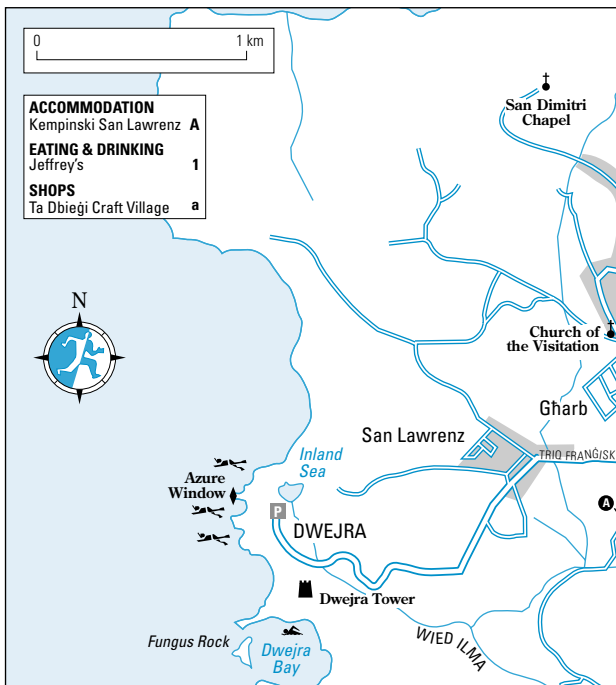 0 1 km
ACCOMMODATION
Kempinski San Lawrenz A
EATING & DRINKING
Jeffrey's 1
SHOPS
Ta Dbieġi Craft Village a
San Dimitri
Chapel
N
Church of
the Visitation
Għarb
San Lawrenz
TRIQ FRANĠISK
Inland
Sea
Azure
Window
A
P
DWEJRA
Dwejra Tower
WIED ILMA
Fungus Rock
Dwejra
Bay